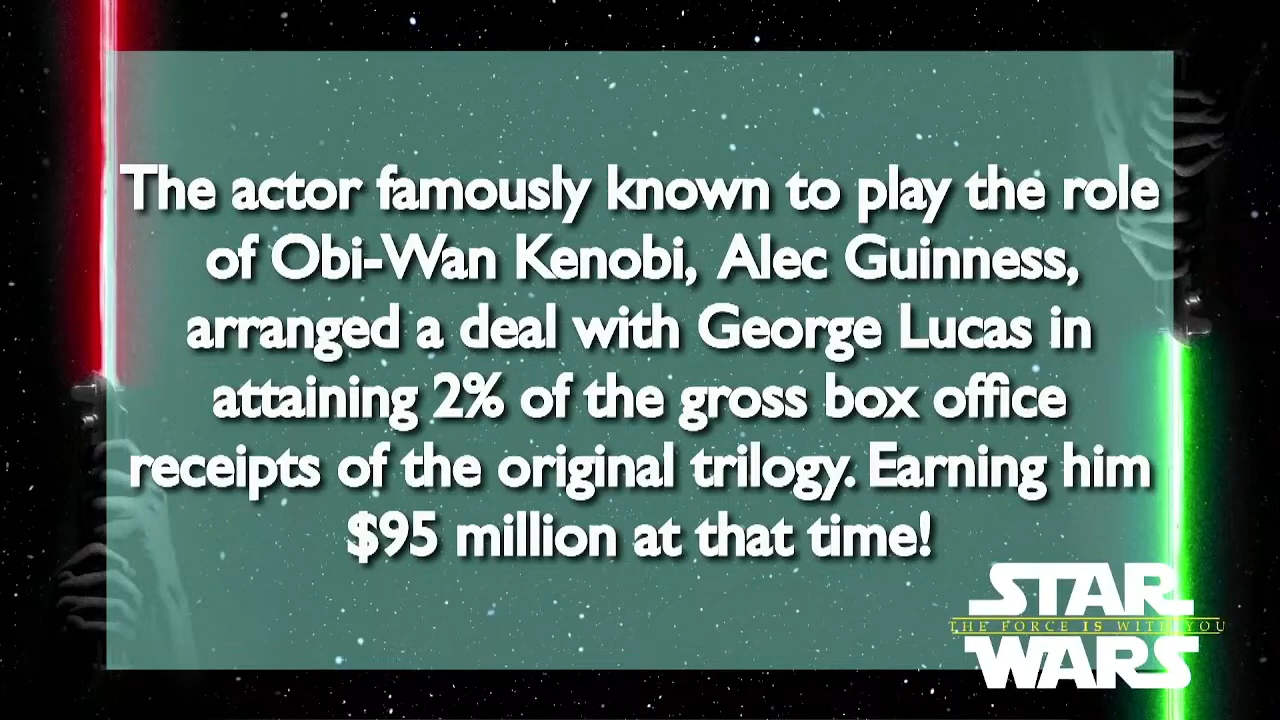 The actor famously known to play the role
of Obi-Wan Kenobi, Alec Guinness,
arranged a deal with George Lucas in
attaining 2% of the gross box office
receipts of the original trilogy. Earning him
$95 million at that time!
STAR
THE FORCE IS WITH YOU
WARS